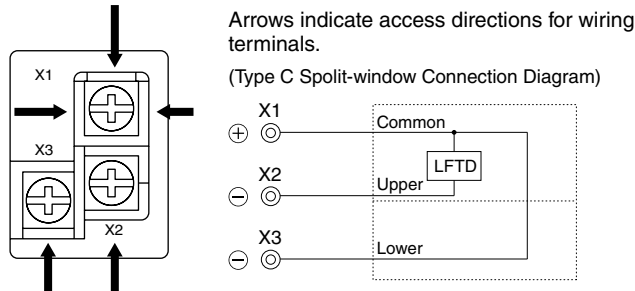 Arrows indicate access directions for wiring
terminals.
(Type C Spolit-window Connection Diagram)
X1
X3
X2
X1
Common
LFTD
X2
Upper
X3
Lower